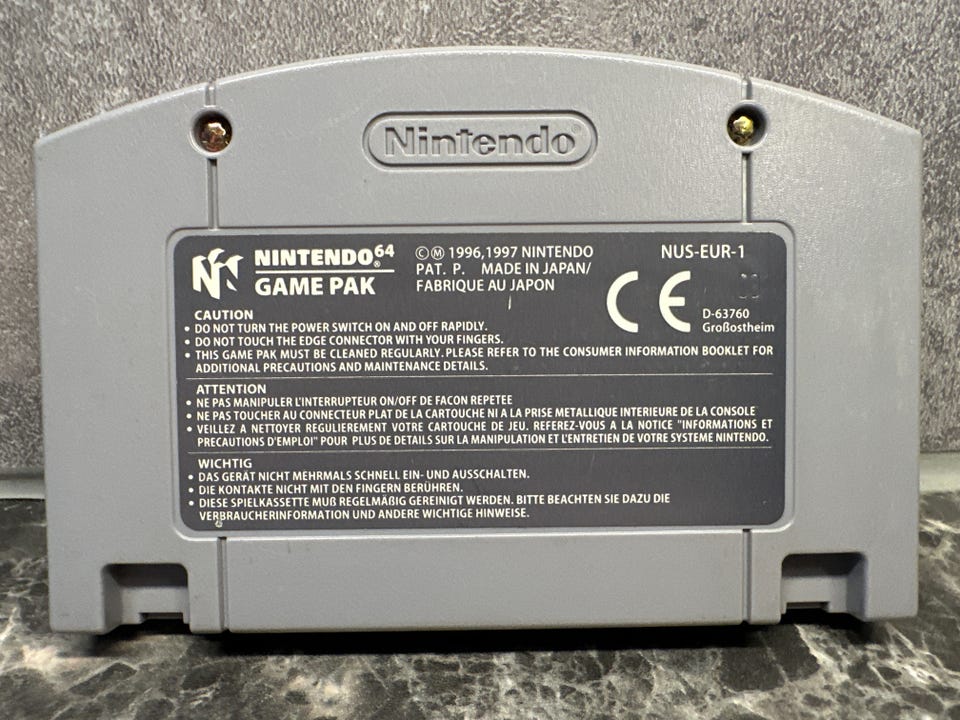 Nintendo®
NINTENDO⁶⁴®
GAME PAK
©Ⓜ 1996,1997 NINTENDO
PAT. P. MADE IN JAPAN/
FABRIQUE AU JAPON
NUS-EUR-1
CE
D-63760
Großostheim
CAUTION
• DO NOT TURN THE POWER SWITCH ON AND OFF RAPIDLY.
• DO NOT TOUCH THE EDGE CONNECTOR WITH YOUR FINGERS.
• THIS GAME PAK MUST BE CLEANED REGULARLY. PLEASE REFER TO THE CONSUMER INFORMATION BOOKLET FOR
ADDITIONAL PRECAUTIONS AND MAINTENANCE DETAILS.
ATTENTION
• NE PAS MANIPULER L'INTERRUPTEUR ON/OFF DE FACON REPETEE
• NE PAS TOUCHER AU CONNECTEUR PLAT DE LA CARTOUCHE NI A LA PRISE METALLIQUE INTERIEURE DE LA CONSOLE
• VEILLEZ A NETTOYER REGULIEREMENT VOTRE CARTOUCHE DE JEU. REFEREZ-VOUS A LA NOTICE "INFORMATIONS ET
PRECAUTIONS D'EMPLOI" POUR PLUS DE DETAILS SUR LA MANIPULATION ET L'ENTRETIEN DE VOTRE SYSTEME NINTENDO.
WICHTIG
• DAS GERÄT NICHT MEHRMALS SCHNELL EIN- UND AUSSCHALTEN.
• DIE KONTAKTE NICHT MIT DEN FINGERN BERÜHREN.
• DIESE SPIELKASSETTE MUß REGELMÄßIG GEREINIGT WERDEN. BITTE BEACHTEN SIE DAZU DIE
VERBRAUCHERINFORMATION UND ANDERE WICHTIGE HINWEISE.